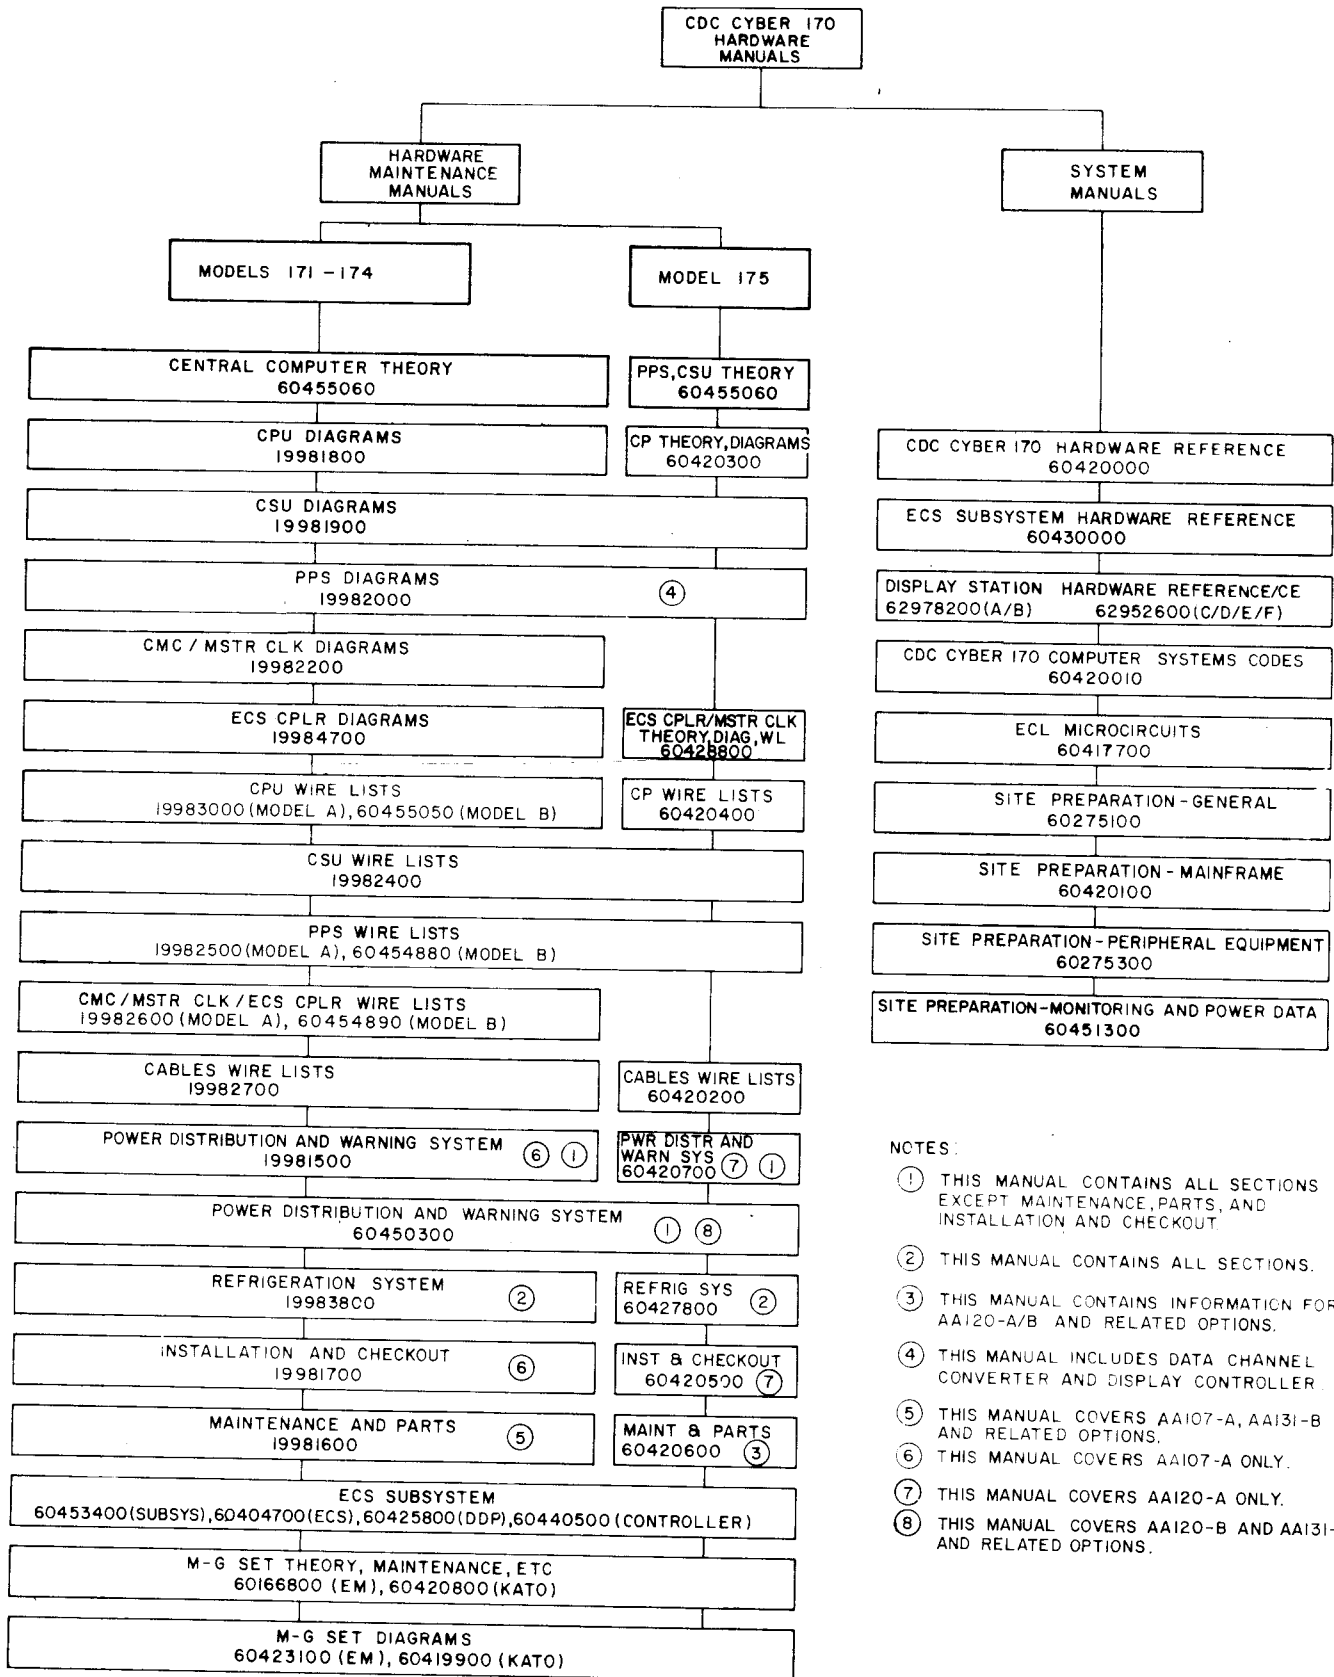 CDC CYBER 170
HARDWARE
MANUALS
HARDWARE
MAINTENANCE
MANUALS
SYSTEM
MANUALS
MODELS 171-174
MODEL 175
CENTRAL COMPUTER THEORY
60455060
PPS,CSU THEORY
60455060
CPU DIAGRAMS
19981800
CP THEORY,DIAGRAMS
60420300
CSU DIAGRAMS
19981900
PPS DIAGRAMS
19982000
4
CMC / MSTR CLK DIAGRAMS
19982200
ECS CPLR DIAGRAMS
19984700
ECS CPLR/MSTR CLK
THEORY,DIAG,WL
60428800
CPU WIRE LISTS
19983000(MODEL A),60455050(MODEL B)
CP WIRE LISTS
60420400
CSU WIRE LISTS
19982400
PPS WIRE LISTS
19982500(MODEL A), 60454880 (MODEL B)
CMC/MSTR CLK/ECS CPLR WIRE LISTS
19982600(MODEL A), 60454890(MODEL B)
CABLES WIRE LISTS
19982700
CABLES WIRE LISTS
60420200
POWER DISTRIBUTION AND WARNING SYSTEM
19981500
6 1
PWR DISTR AND
WARN SYS
60420700 7 1
POWER DISTRIBUTION AND WARNING SYSTEM
60450300
1 8
REFRIGERATION SYSTEM
19983800
2
REFRIG SYS
60427800 2
INSTALLATION AND CHECKOUT
19981700
6
INST & CHECKOUT
60420500 7
MAINTENANCE AND PARTS
19981600
5
MAINT & PARTS
60420600 3
ECS SUBSYSTEM
60453400(SUBSYS),60404700(ECS),60425800(DDP),60440500(CONTROLLER)
M-G SET THEORY, MAINTENANCE, ETC
60166800 (EM), 60420800(KATO)
M-G SET DIAGRAMS
60423100(EM), 60419900 (KATO)
CDC CYBER 170 HARDWARE REFERENCE
60420000
ECS SUBSYSTEM HARDWARE REFERENCE
60430000
DISPLAY STATION HARDWARE REFERENCE/CE
62978200(A/B) 62952600(C/D/E/F)
CDC CYBER 170 COMPUTER SYSTEMS CODES
60420010
ECL MICROCIRCUITS
60417700
SITE PREPARATION-GENERAL
60275100
SITE PREPARATION-MAINFRAME
60420100
SITE PREPARATION-PERIPHERAL EQUIPMENT
60275300
SITE PREPARATION-MONITORING AND POWER DATA
60451300
NOTES:
1 THIS MANUAL CONTAINS ALL SECTIONS
EXCEPT MAINTENANCE, PARTS, AND
INSTALLATION AND CHECKOUT.
2 THIS MANUAL CONTAINS ALL SECTIONS.
3 THIS MANUAL CONTAINS INFORMATION FOR
AA120-A/B AND RELATED OPTIONS.
4 THIS MANUAL INCLUDES DATA CHANNEL
CONVERTER AND DISPLAY CONTROLLER.
5 THIS MANUAL COVERS AA107-A, AA131-B
AND RELATED OPTIONS.
6 THIS MANUAL COVERS AA107-A ONLY.
7 THIS MANUAL COVERS AA120-A ONLY.
8 THIS MANUAL COVERS AA120-B AND AA131-
AND RELATED OPTIONS.